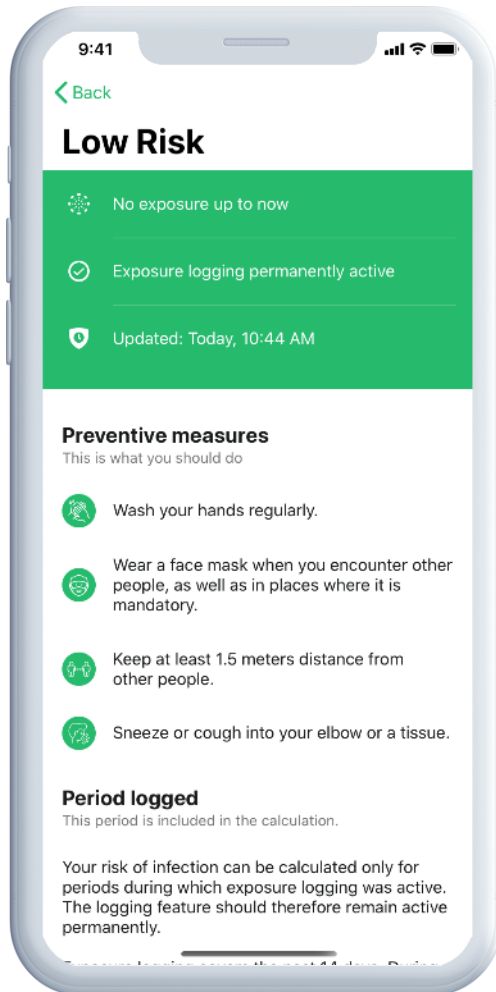 9:41
Back
Low Risk
No exposure up to now
Exposure logging permanently active
Updated: Today, 10:44 AM
Preventive measures
This is what you should do
Wash your hands regularly.
Wear a face mask when you encounter other
people, as well as in places where it is
mandatory.
Keep at least 1.5 meters distance from
other people.
Sneeze or cough into your elbow or a tissue.
Period logged
This period is included in the calculation.
Your risk of infection can be calculated only for
periods during which exposure logging was active.
The logging feature should therefore remain active
permanently.